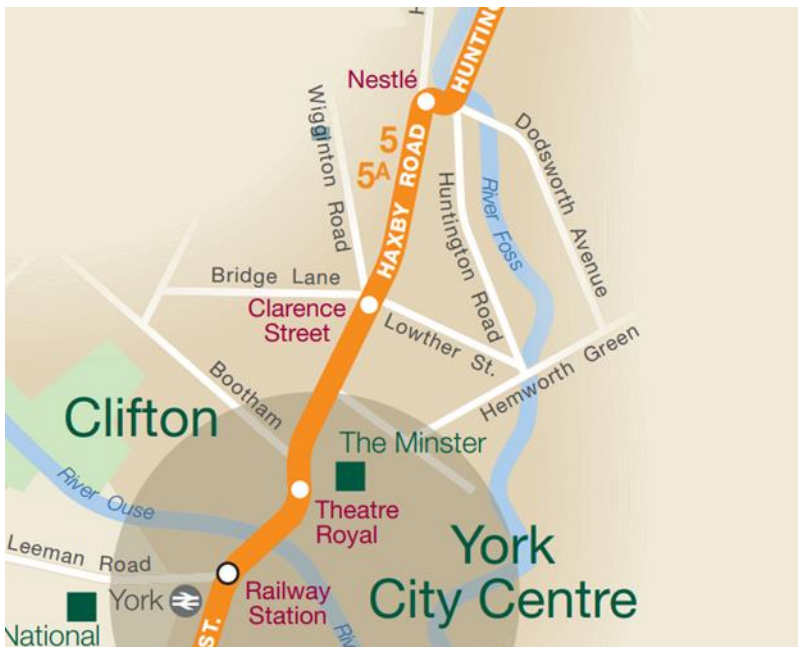 H
HUNTING
Nestlé
Wigginton Road
5
5A
HAXBY ROAD
Dodsworth Avenue
River Foss
Huntington Road
Bridge Lane
Clarence
Street
Lowther St.
Hemworth Green
Bootham
Clifton
The Minster
River Ouse
Theatre
Royal
Leeman Road
York
City Centre
York
Railway
Station
Riv
ST.
National